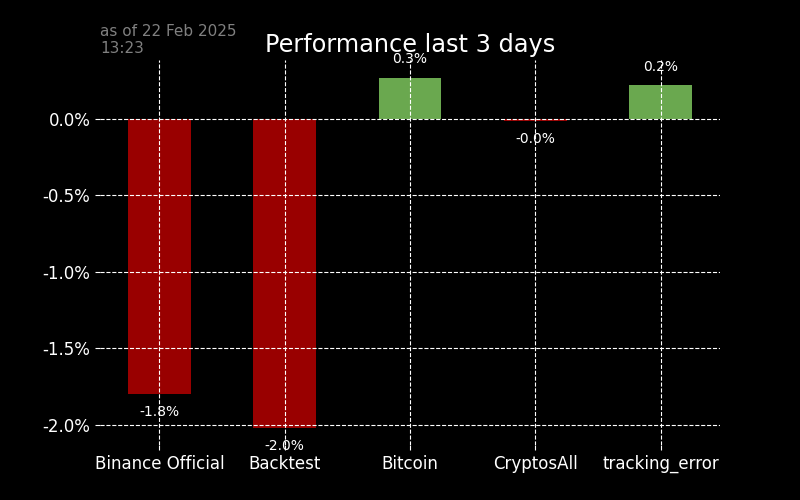 as of 22 Feb 2025
13:23
Performance last 3 days
0.3%
0.2%
0.0%
-0.0%
-0.5%
-1.0%
-1.5%
-1.8%
-2.0%
-2.0%
Binance Official
Backtest
Bitcoin
CryptosAll
tracking_error